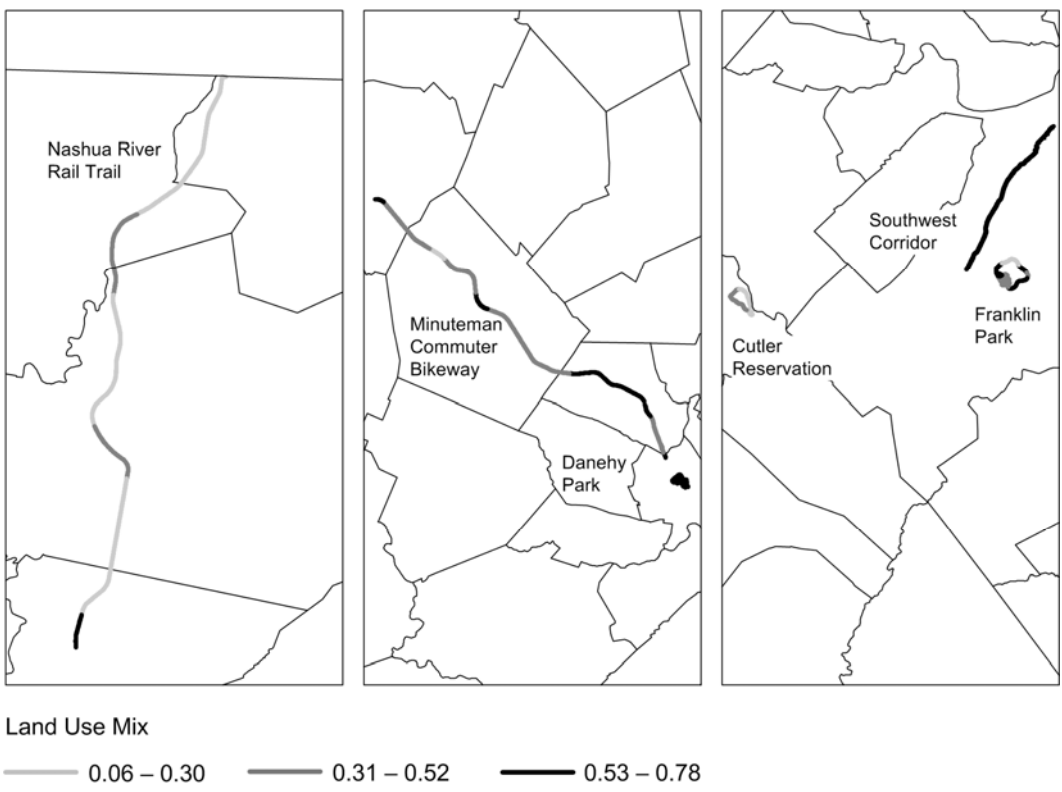 Nashua River
Rail Trail
Minuteman
Commuter
Bikeway
Danehy
Park
Southwest
Corridor
Franklin
Park
Cutler
Reservation
Land Use Mix
0.06 – 0.30
0.31 – 0.52
0.53 – 0.78